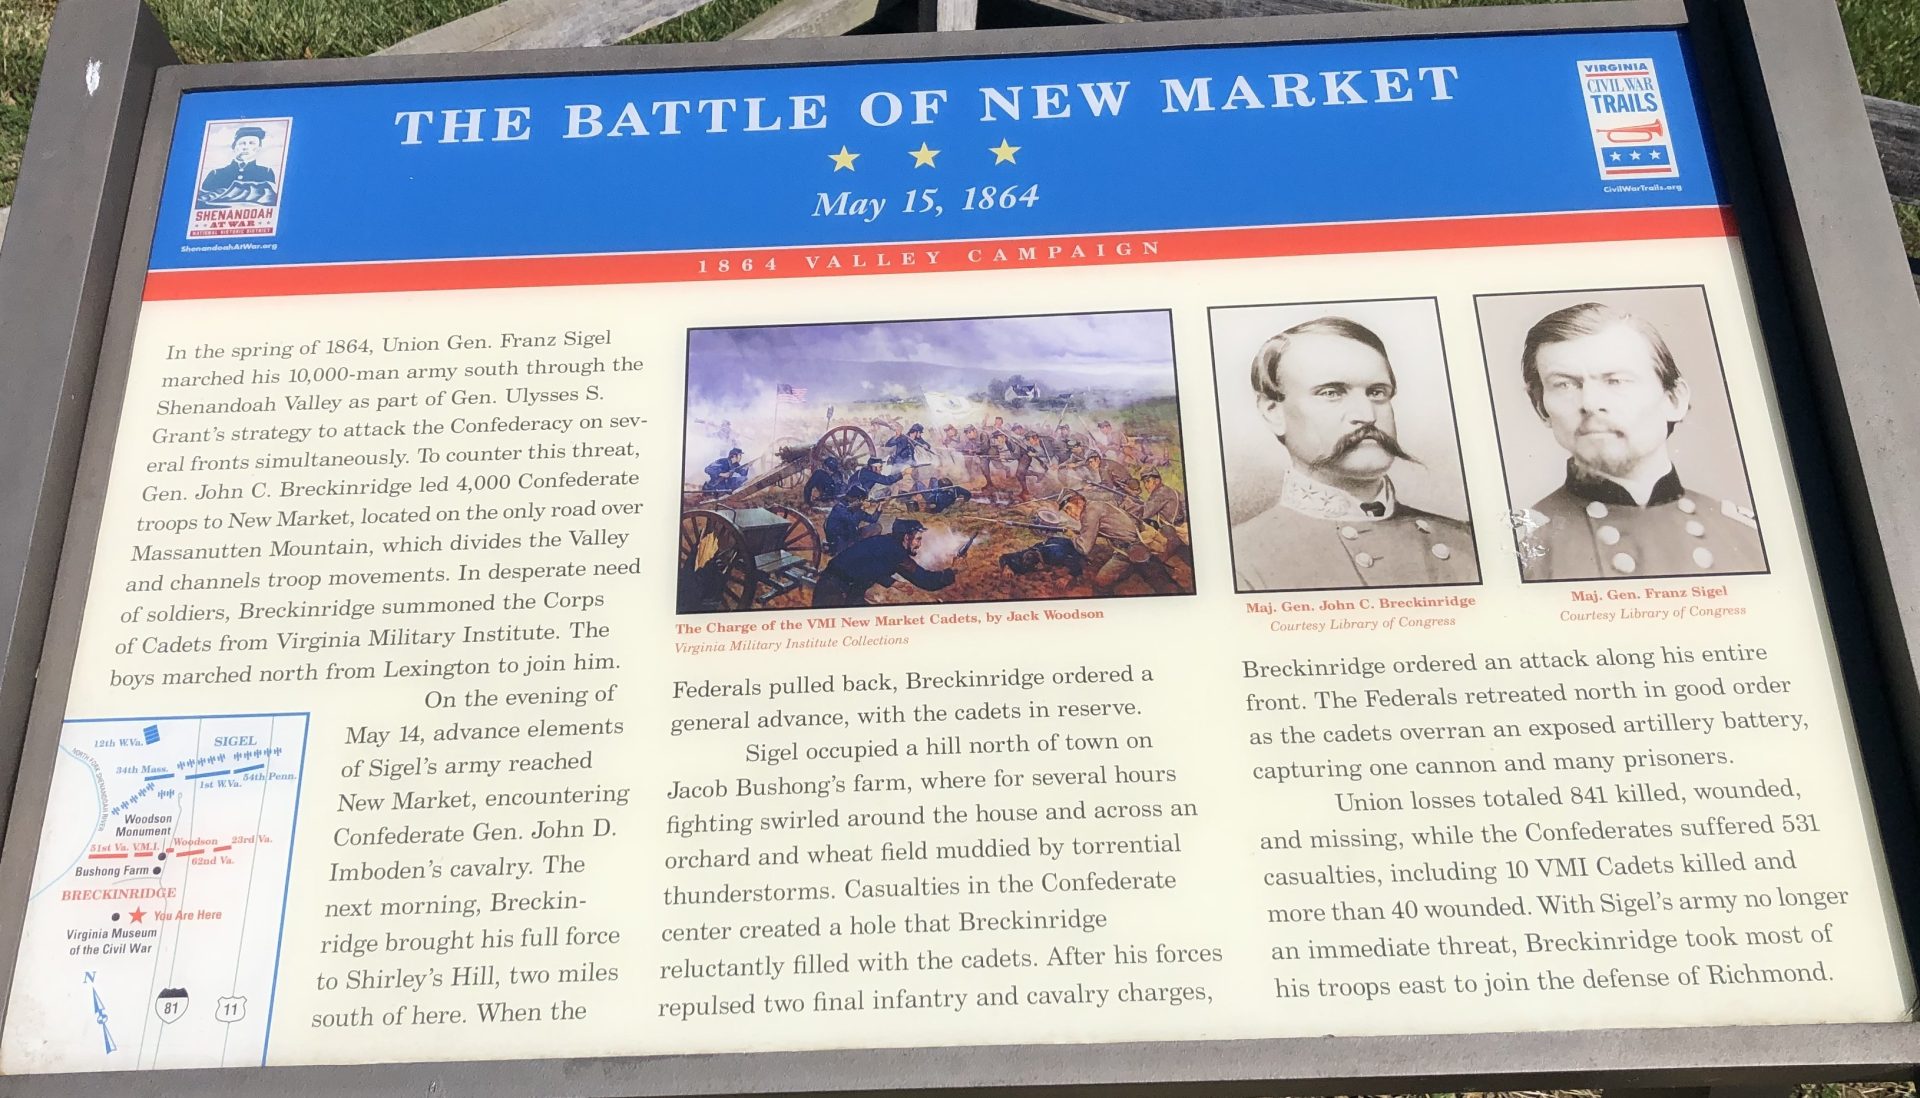 THE BATTLE OF NEW MARKET
May 15, 1864
1864 VALLEY CAMPAIGN
SHENANDOAH
AT WAR
NATIONAL HISTORIC DISTRICT
ShenandoahAtWar.org
VIRGINIA
CIVIL WAR
TRAILS
CivilWarTrails.org
In the spring of 1864, Union Gen. Franz Sigel
marched his 10,000-man army south through the
Shenandoah Valley as part of Gen. Ulysses S.
Grant's strategy to attack the Confederacy on sev-
eral fronts simultaneously. To counter this threat,
Gen. John C. Breckinridge led 4,000 Confederate
troops to New Market, located on the only road over
Massanutten Mountain, which divides the Valley
and channels troop movements. In desperate need
of soldiers, Breckinridge summoned the Corps
of Cadets from Virginia Military Institute. The
boys marched north from Lexington to join him.
On the evening of
May 14, advance elements
of Sigel's army reached
New Market, encountering
Confederate Gen. John D.
Imboden's cavalry. The
next morning, Breckin-
ridge brought his full force
to Shirley's Hill, two miles
south of here. When the
12th W.Va.
SIGEL
NORTH FORK SHENANDOAH RIVER
34th Mass.
54th Penn.
1st W.Va.
Woodson
Monument
51st Va. V.M.I. Woodson 23rd Va.
62nd Va.
Bushong Farm
BRECKINRIDGE
You Are Here
Virginia Museum
of the Civil War
N
81
11
The Charge of the VMI New Market Cadets, by Jack Woodson
Virginia Military Institute Collections
Federals pulled back, Breckinridge ordered a
general advance, with the cadets in reserve.
Sigel occupied a hill north of town on
Jacob Bushong's farm, where for several hours
fighting swirled around the house and across an
orchard and wheat field muddied by torrential
thunderstorms. Casualties in the Confederate
center created a hole that Breckinridge
reluctantly filled with the cadets. After his forces
repulsed two final infantry and cavalry charges,
Maj. Gen. John C. Breckinridge
Courtesy Library of Congress
Maj. Gen. Franz Sigel
Courtesy Library of Congress
Breckinridge ordered an attack along his entire
front. The Federals retreated north in good order
as the cadets overran an exposed artillery battery,
capturing one cannon and many prisoners.
Union losses totaled 841 killed, wounded,
and missing, while the Confederates suffered 531
casualties, including 10 VMI Cadets killed and
more than 40 wounded. With Sigel's army no longer
an immediate threat, Breckinridge took most of
his troops east to join the defense of Richmond.